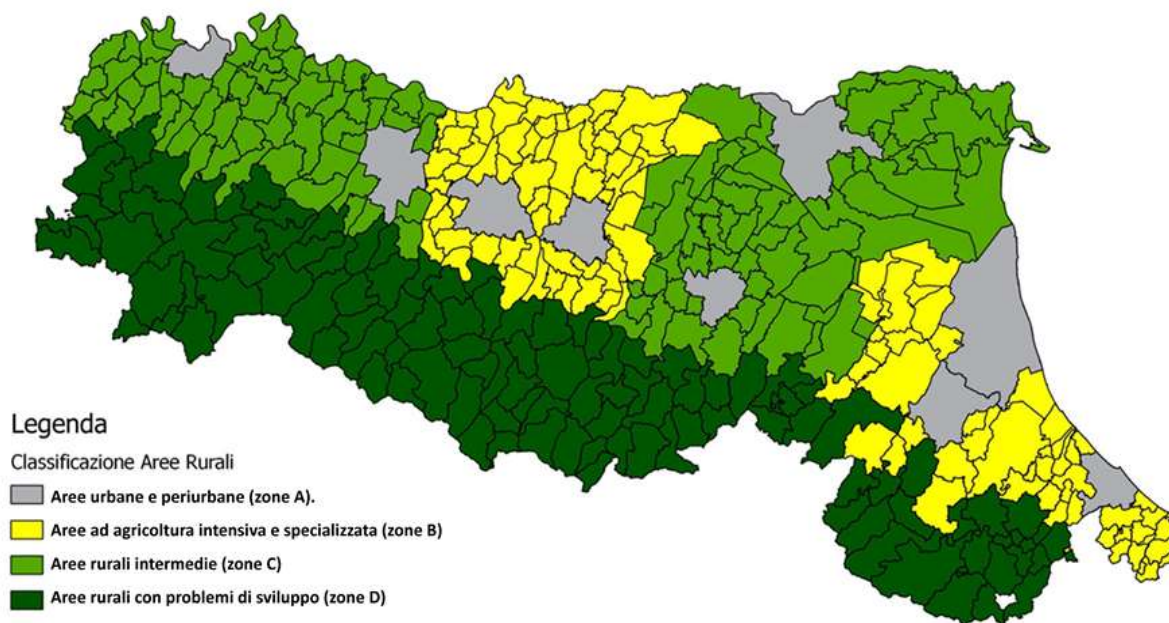 Legenda
Classificazione Aree Rurali
Aree urbane e periurbane (zone A).
Aree ad agricoltura intensiva e specializzata (zone B)
Aree rurali intermedie (zone C)
Aree rurali con problemi di sviluppo (zone D)